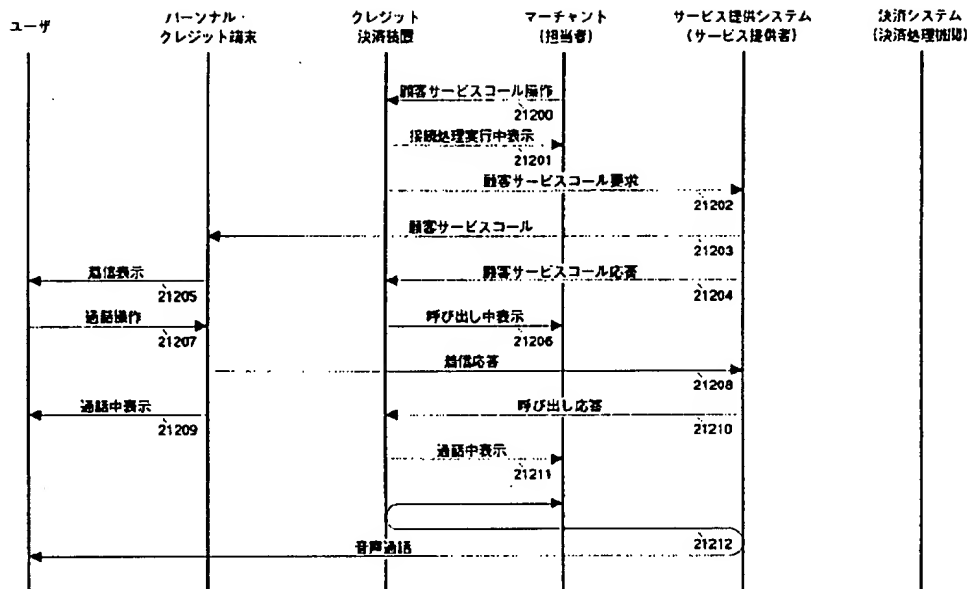 ユーザ
パーソナル・
クレジット端末
クレジット
決済装置
マーチャント
(担当者)
サービス提供システム
(サービス提供者)
決済システム
(決済処理機関)
顧客サービスコール操作
21200
接続処理実行中表示
21201
顧客サービスコール要求
21202
顧客サービスコール
21203
着信表示
21205
顧客サービスコール応答
21204
通話操作
21207
呼び出し中表示
21206
着信応答
21208
通話中表示
21209
呼び出し応答
21210
通話中表示
21211
音声通話
21212